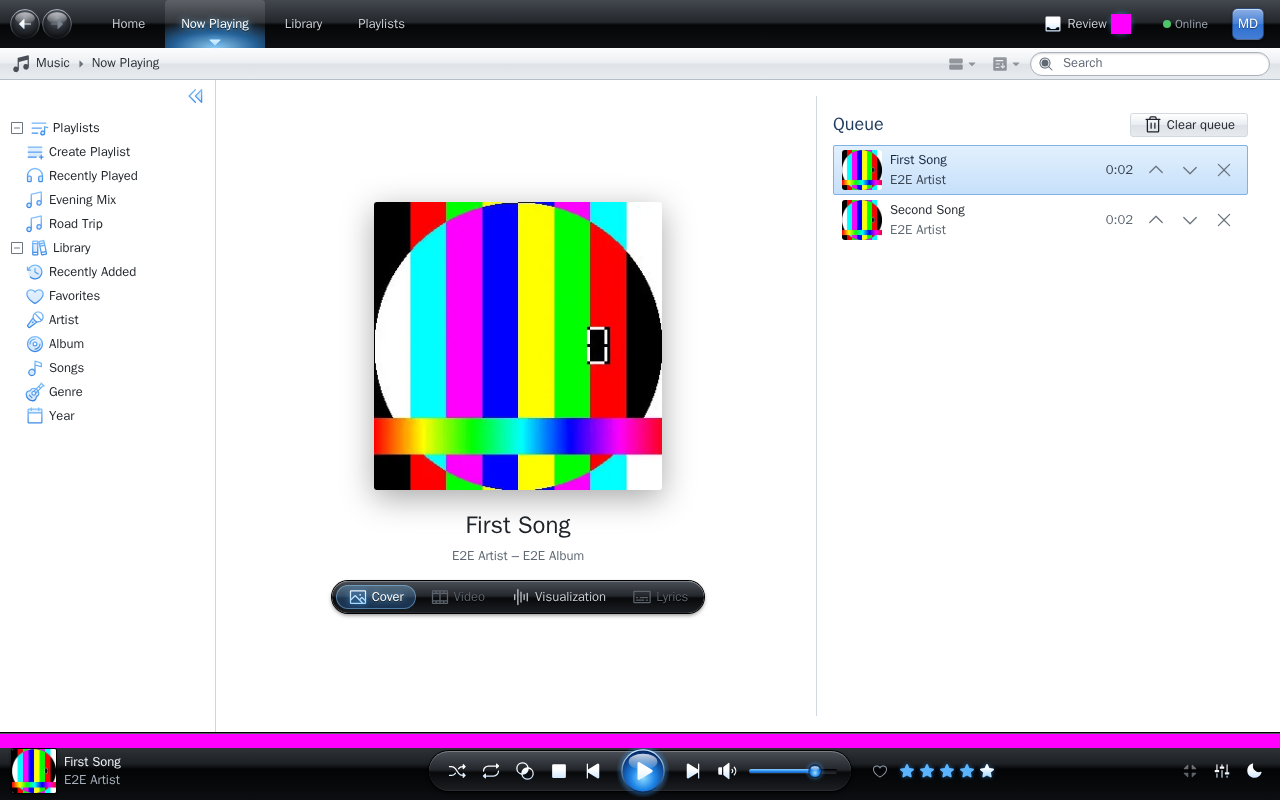 Home
Now Playing
Library
Playlists
Review
Online
MD
Music
Now Playing
Search
Playlists
Create Playlist
Recently Played
Evening Mix
Road Trip
Library
Recently Added
Favorites
Artist
Album
Songs
Genre
Year
First Song
E2E Artist – E2E Album
Cover
Video
Visualization
Lyrics
Queue
Clear queue
First Song
E2E Artist
0:02
Second Song
E2E Artist
0:02
First Song
E2E Artist